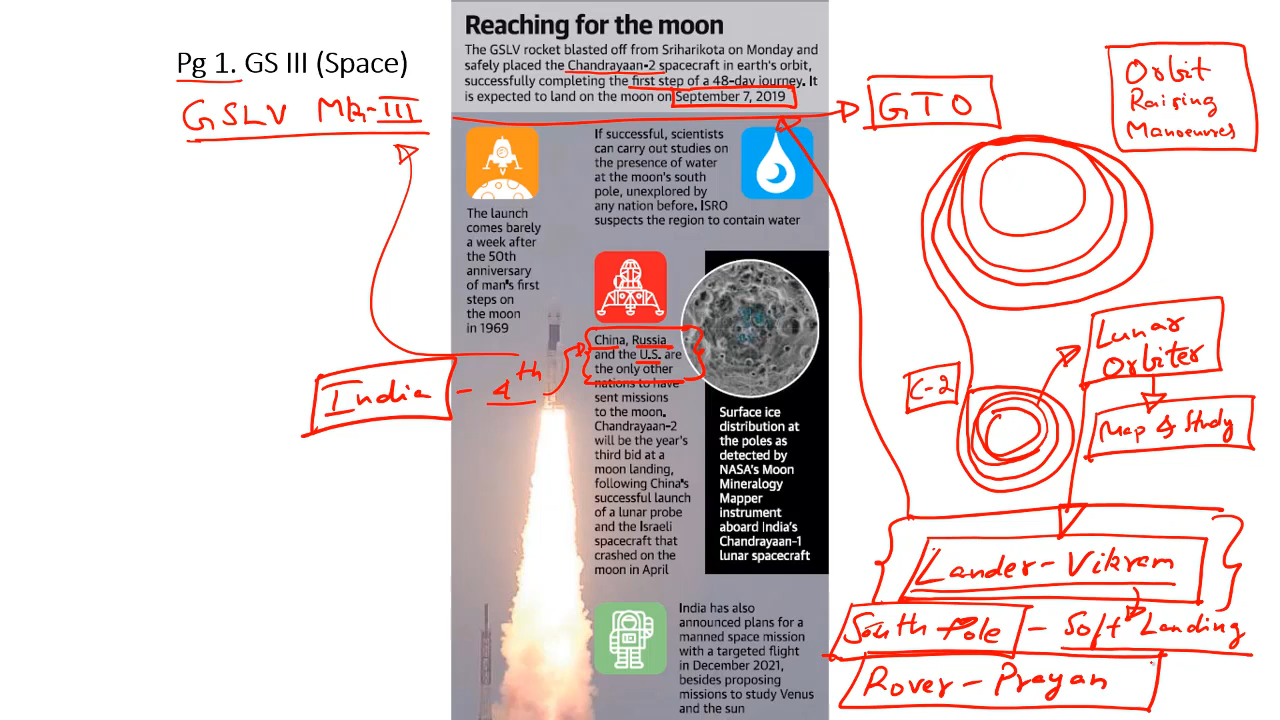 Pg 1. GS III (Space)
GSLV Mk-III
Reaching for the moon
The GSLV rocket blasted off from Sriharikota on Monday and
safely placed the Chandrayaan-2 spacecraft in earth's orbit,
successfully completing the first step of a 48-day journey. It
is expected to land on the moon on September 7, 2019
GTO
Orbit
Raising
Manoeuvres
The launch
comes barely
a week after
the 50th
anniversary
of man's first
steps on
the moon
in 1969
If successful, scientists
can carry out studies on
the presence of water
at the moon's south
pole, unexplored by
any nation before. ISRO
suspects the region to contain water
China, Russia
and the U.S. are
the only other
nations to have
sent missions
to the moon.
Chandrayaan-2
will be the year's
third bid at a
moon landing,
following China's
successful launch
of a lunar probe
and the Israeli
spacecraft that
crashed on the
moon in April
India - 4th
Surface ice
distribution at
the poles as
detected by
NASA's Moon
Mineralogy
Mapper
instrument
aboard India's
Chandrayaan-1
lunar spacecraft
India has also
announced plans for a
manned space mission
with a targeted flight
in December 2021,
besides proposing
missions to study Venus
and the sun
C-2
Lunar
Orbiter
Map & Study
Lander - Vikram
South Pole - Soft Landing
Rover - Prayan